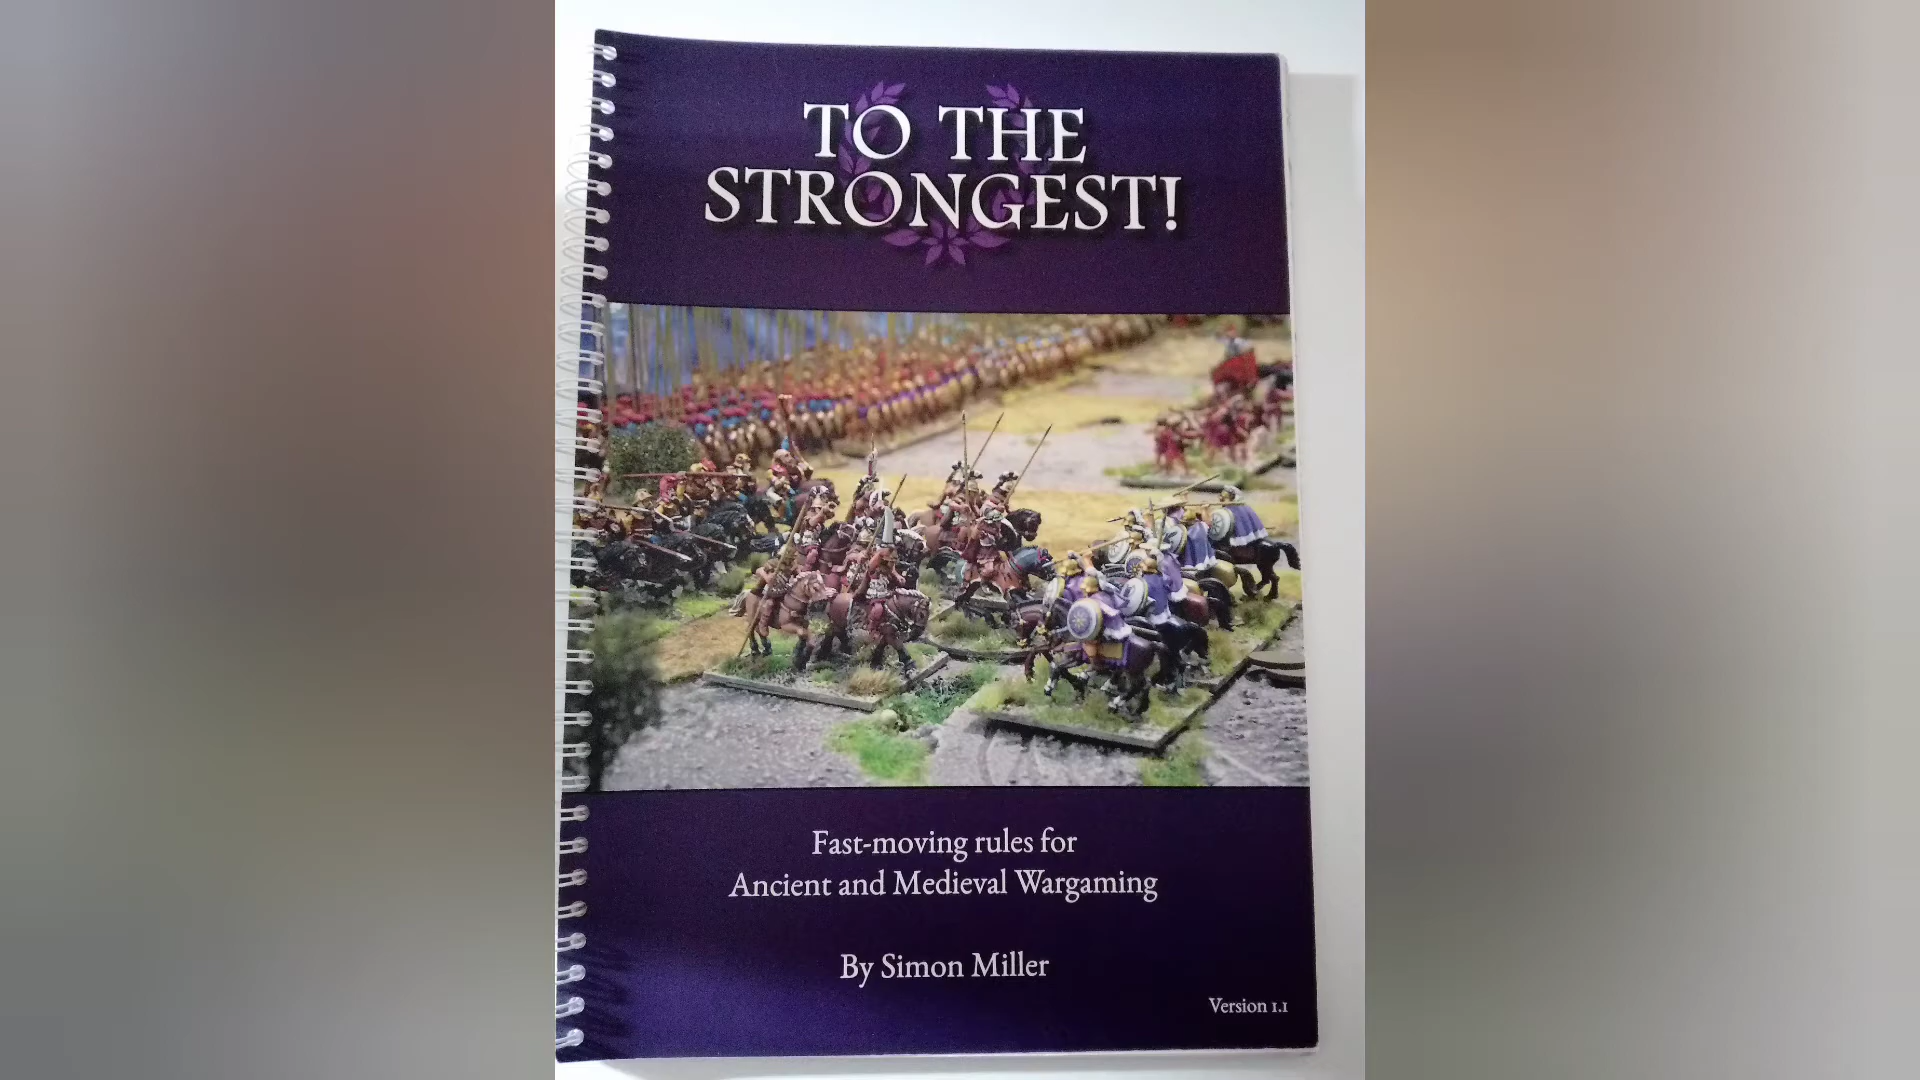 TO THE
STRONGEST!
Fast-moving rules for
Ancient and Medieval Wargaming
By Simon Miller
Version 1.1